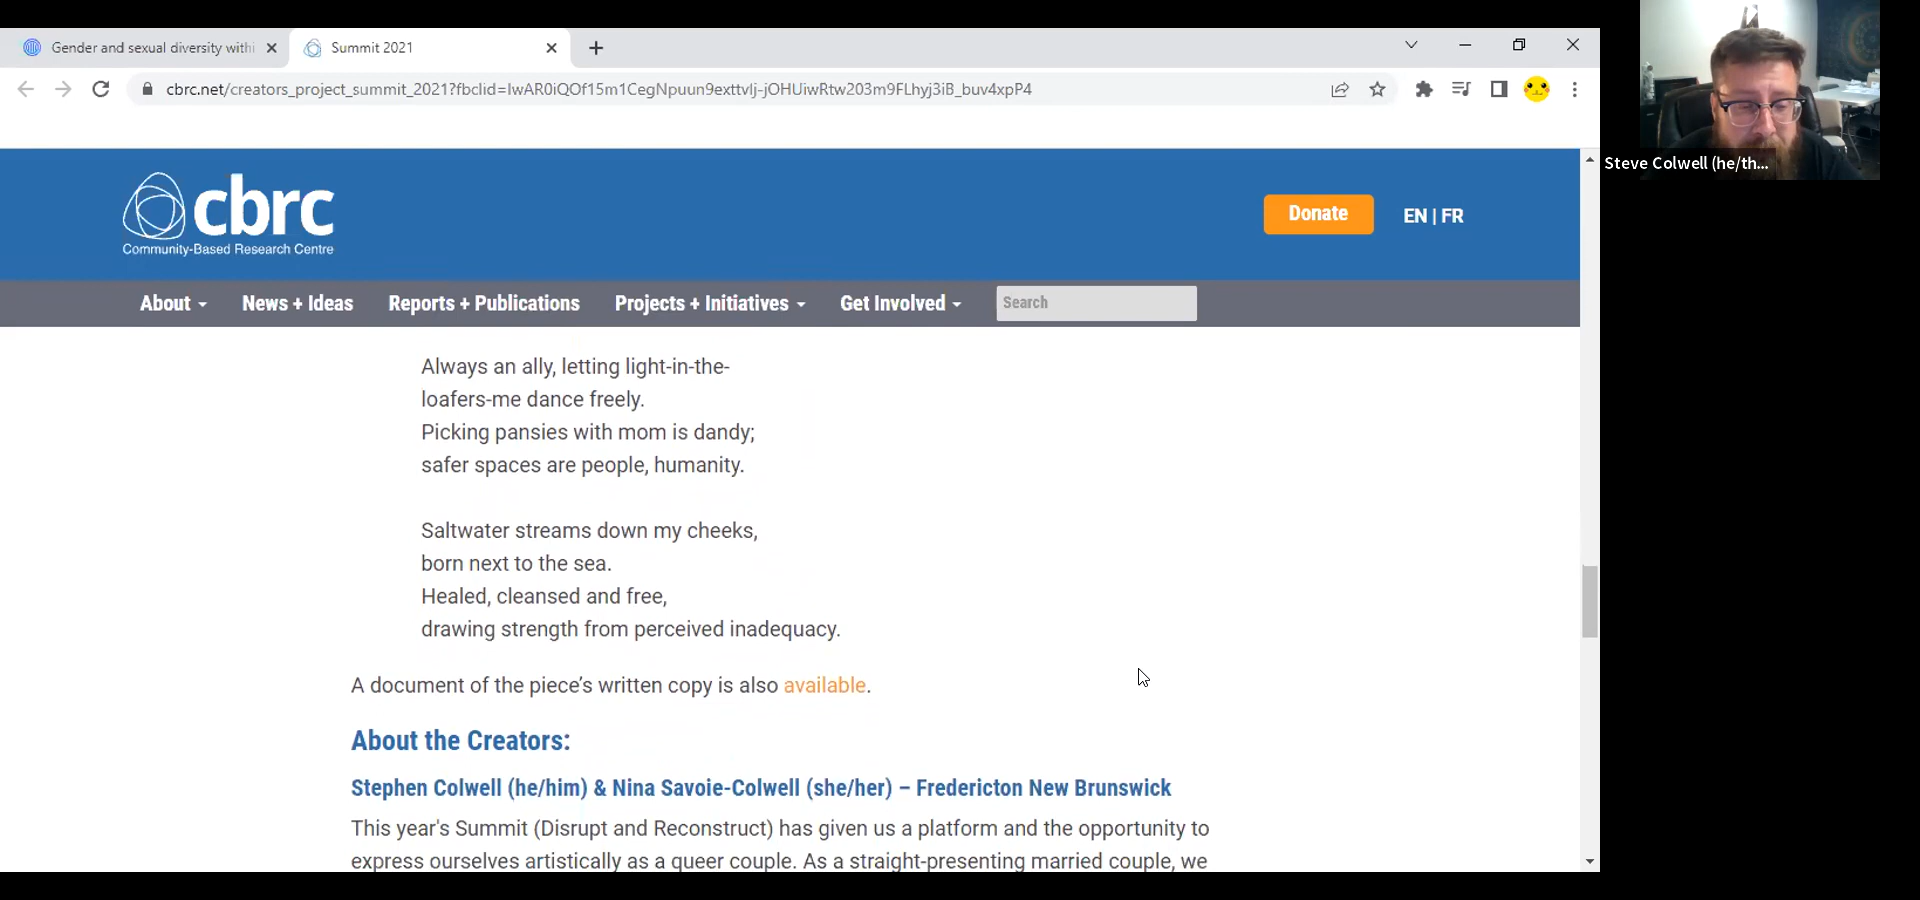 Gender and sexual diversity withi
Summit 2021
cbrc.net/creators_project_summit_2021?fbclid=IwAR0iQOf15m1CegNpuun9exttvlj-jOHUiwRtw203m9FLhyj3iB_buv4xpP4
Steve Colwell (he/th...
cbrc
Community-Based Research Centre
Donate
EN | FR
About
News + Ideas
Reports + Publications
Projects + Initiatives
Get Involved
Search
Always an ally, letting light-in-the-
loafers-me dance freely.
Picking pansies with mom is dandy;
safer spaces are people, humanity.
Saltwater streams down my cheeks,
born next to the sea.
Healed, cleansed and free,
drawing strength from perceived inadequacy.
A document of the piece’s written copy is also available.
About the Creators:
Stephen Colwell (he/him) & Nina Savoie-Colwell (she/her) – Fredericton New Brunswick
This year's Summit (Disrupt and Reconstruct) has given us a platform and the opportunity to
express ourselves artistically as a queer couple. As a straight-presenting married couple, we